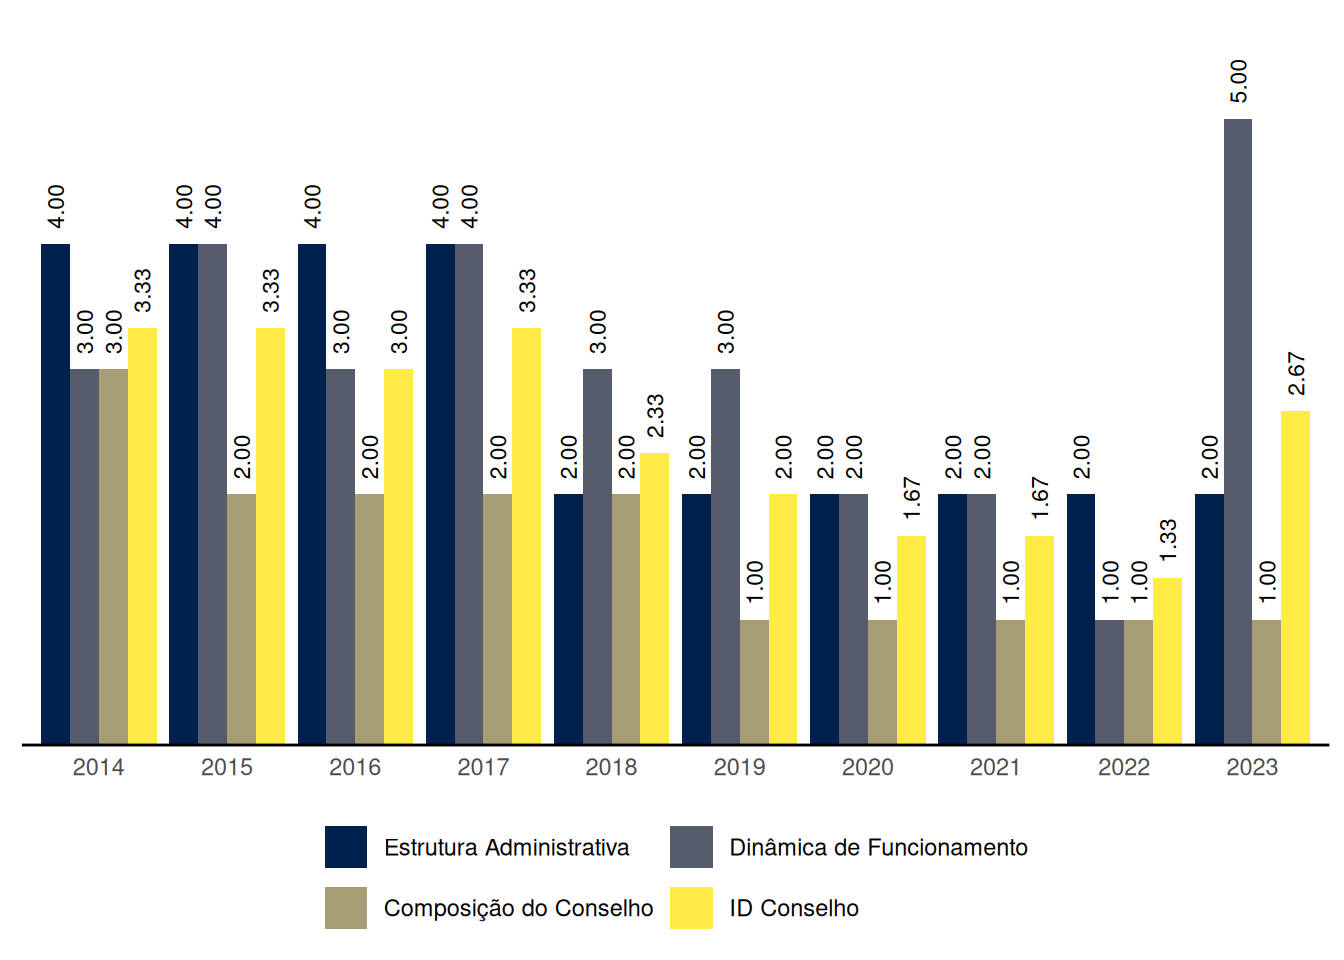 5.00
4.00 4.00 4.00 4.00 4.00 4.00
3.33 3.33 3.33
3.00 3.00 3.00 3.00 3.00 3.00
2.67
2.33
2.00 2.00 2.00 2.00 2.00 2.00 2.00 2.00 2.00 2.00 2.00 2.00 2.00
1.67 1.67
1.33
1.00 1.00 1.00 1.00 1.00 1.00
2014 2015 2016 2017 2018 2019 2020 2021 2022 2023
Estrutura Administrativa Dinâmica de Funcionamento
Composição do Conselho ID Conselho